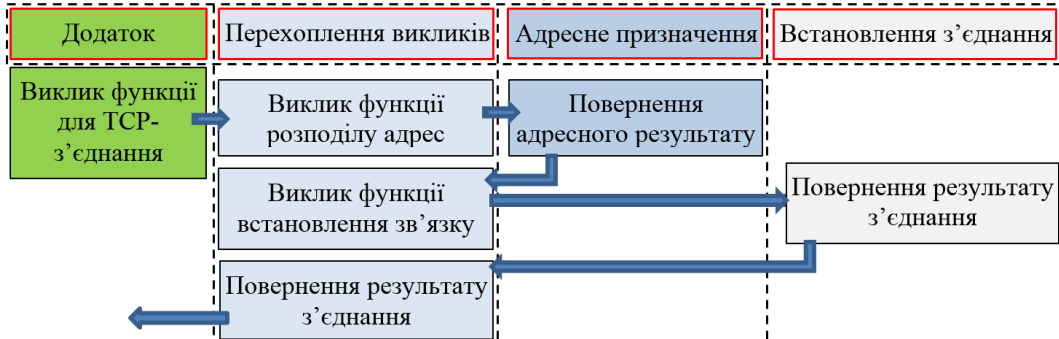 Додаток
Перехоплення викликів
Адресне призначення
Встановлення з’єднання
Виклик функції
для TCP-
з’єднання
Виклик функції
розподілу адрес
Повернення
адресного результату
Виклик функції
встановлення зв’язку
Повернення результату
з’єднання
Повернення результату
з’єднання